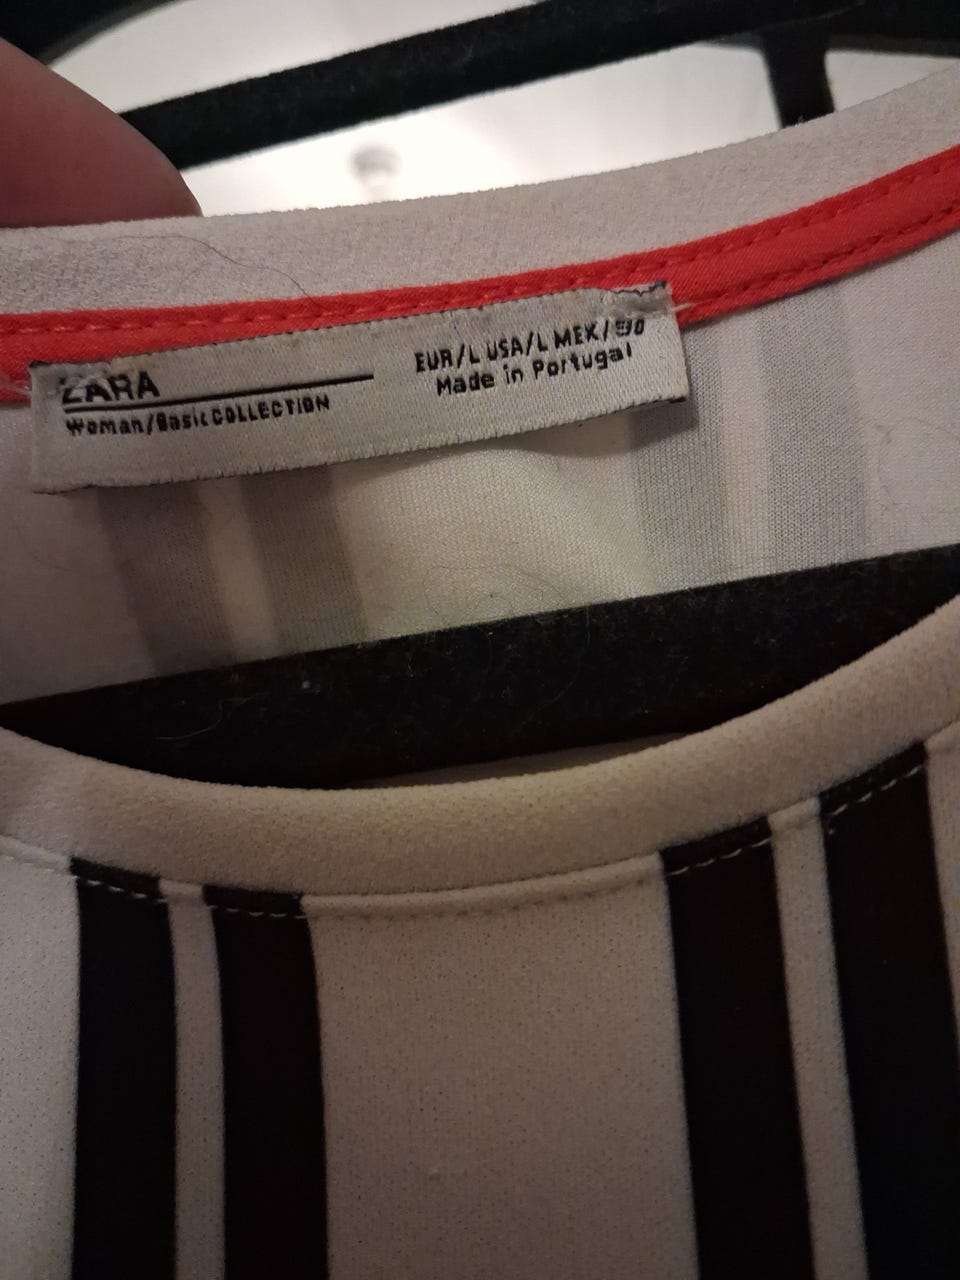 ZARA
Woman/Basic COLLECTION
EUR/L USA/L MEX/30
Made in Portugal